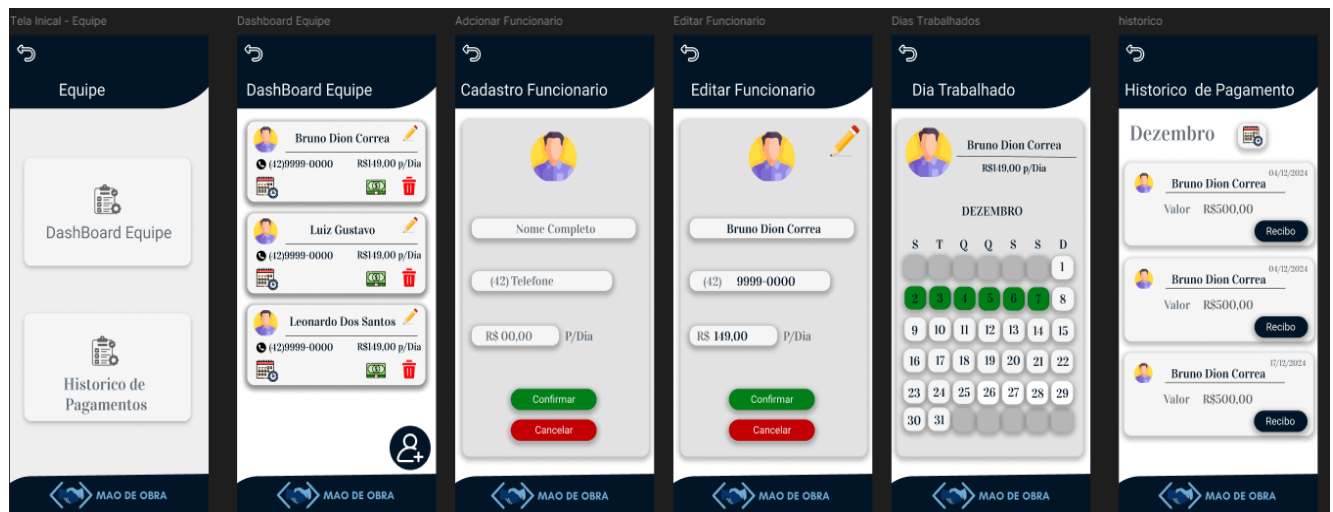 Tela Inical - Equipe
Equipe
DashBoard Equipe
Historico de
Pagamentos
MAO DE OBRA
Dashboard Equipe
DashBoard Equipe
Bruno Dion Correa
(42)9999-0000 R$149,00 p/Dia
Luiz Gustavo
(42)9999-0000 R$149,00 p/Dia
Leonardo Dos Santos
(42)9999-0000 R$149,00 p/Dia
MAO DE OBRA
Adcionar Funcionario
Cadastro Funcionario
Nome Completo
(42) Telefone
R$ 00,00 P/Dia
Confirmar
Cancelar
MAO DE OBRA
Editar Funcionario
Editar Funcionario
Bruno Dion Correa
(42) 9999-0000
R$ 149,00 P/Dia
Confirmar
Cancelar
MAO DE OBRA
Dias Trabalhados
Dia Trabalhado
Bruno Dion Correa
R$149,00 p/Dia
DEZEMBRO
S T Q Q S S D
1
2 3 4 5 6 7 8
9 10 11 12 13 14 15
16 17 18 19 20 21 22
23 24 25 26 27 28 29
30 31
MAO DE OBRA
historico
Historico de Pagamento
Dezembro
04/12/2024
Bruno Dion Correa
Valor R$500,00
Recibo
04/12/2024
Bruno Dion Correa
Valor R$500,00
Recibo
17/12/2024
Bruno Dion Correa
Valor R$500,00
Recibo
MAO DE OBRA